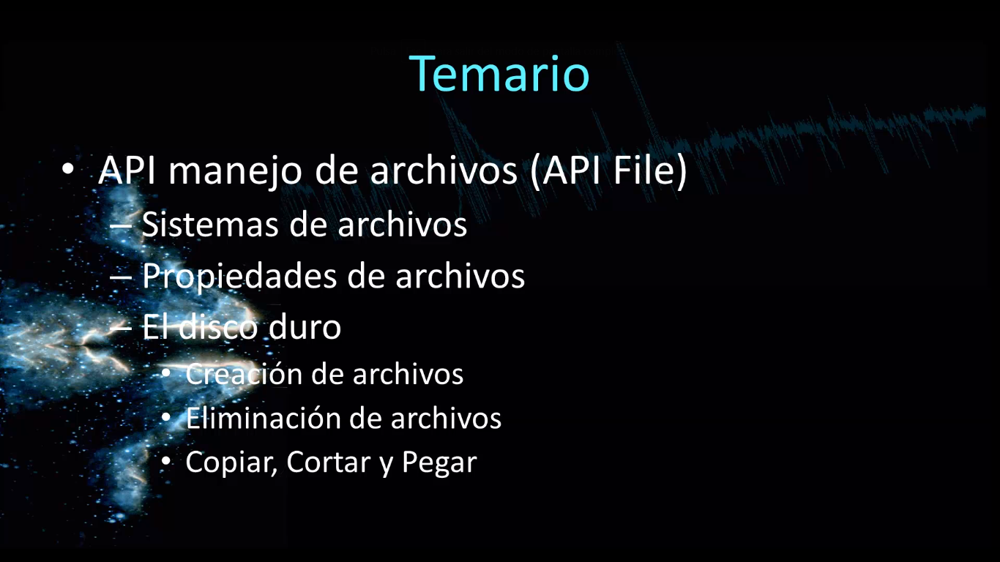 Temario
• API manejo de archivos (API File)
– Sistemas de archivos
– Propiedades de archivos
– El disco duro
• Creación de archivos
• Eliminación de archivos
• Copiar, Cortar y Pegar